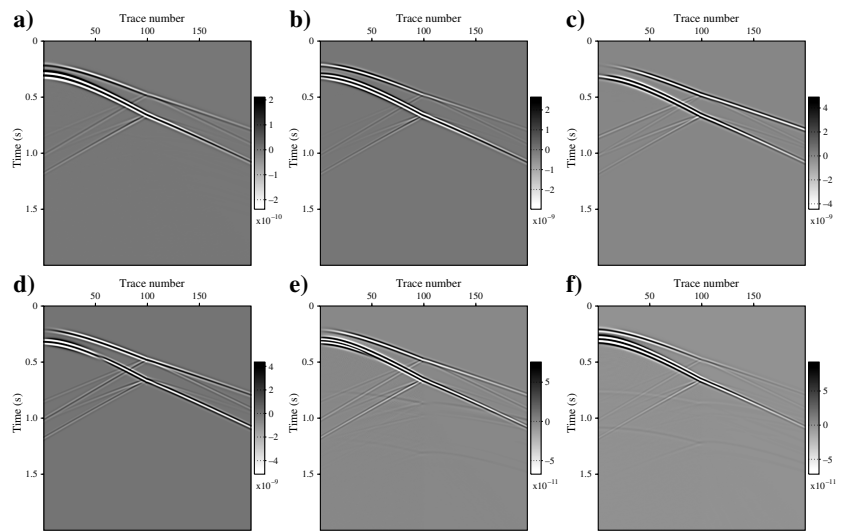 a) b) c)
Trace number Trace number Trace number
50 100 150 50 100 150 50 100 150
0 0 0
0.5 0.5 0.5
1.0 1.0 1.0
1.5 1.5 1.5
Time (s) Time (s) Time (s)
2 1 0 −1 −2 x10−10
2 1 0 −1 −2 x10−9
4 2 0 −2 −4 x10−9
d) e) f)
Trace number Trace number Trace number
50 100 150 50 100 150 50 100 150
0 0 0
0.5 0.5 0.5
1.0 1.0 1.0
1.5 1.5 1.5
Time (s) Time (s) Time (s)
4 2 0 −2 −4 x10−9
5 0 −5 x10−11
5 0 −5 x10−11